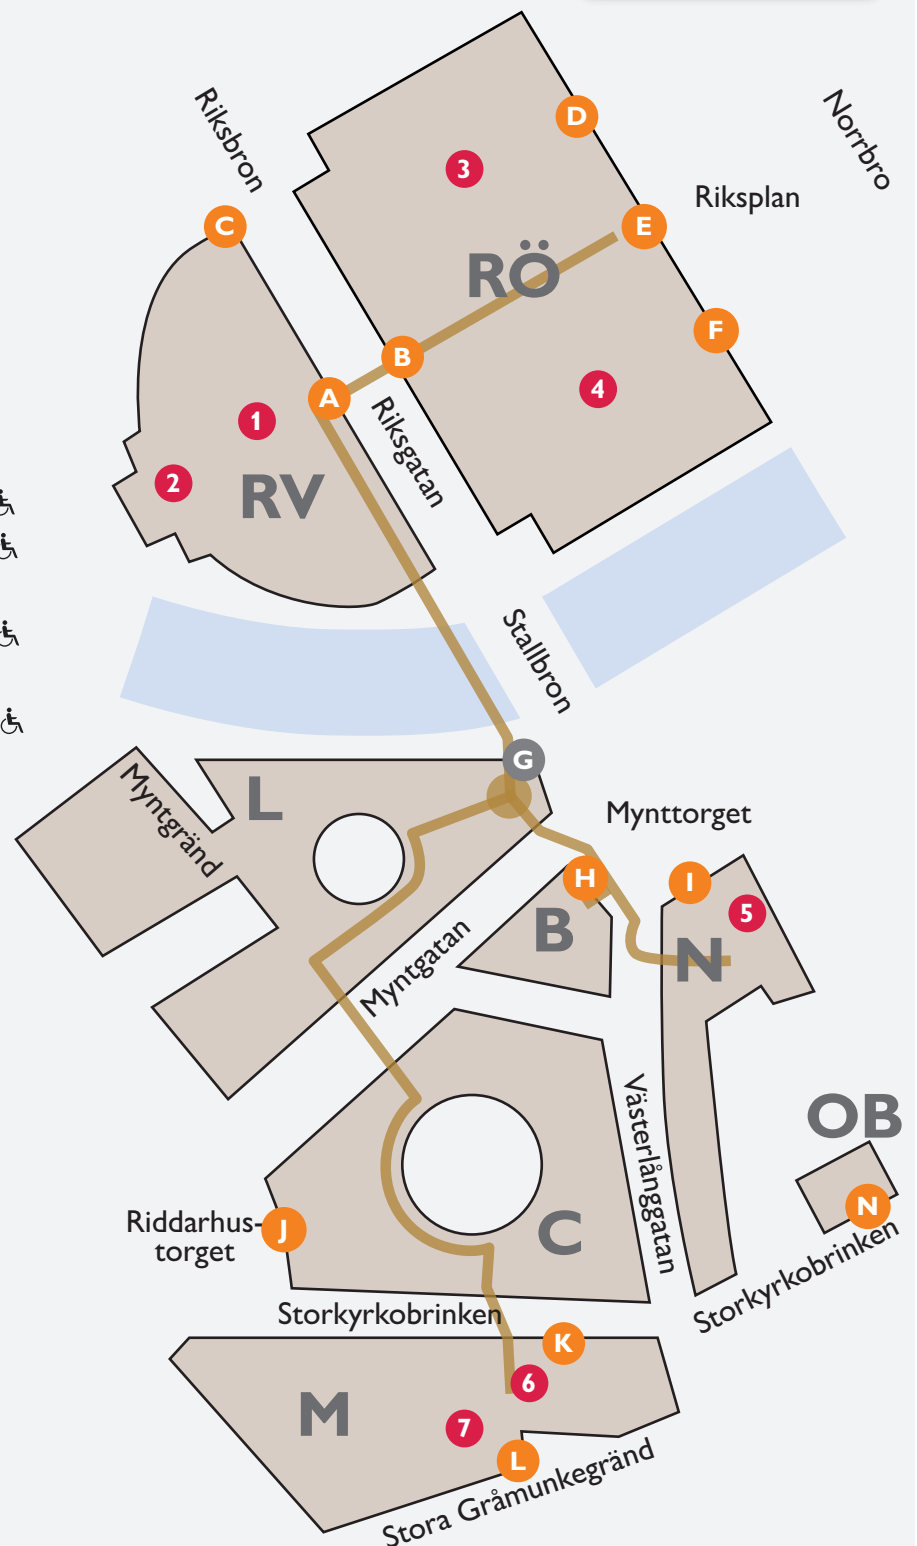 Riksbron
Norrbro
D
3
Riksplan
C
E
RÖ
F
B
4
A
1
Riksgatan
2
RV
Stallbron
G
L
Myntgränd
Mynttorget
H
I
5
B
N
Myntgatan
Västerlånggatan
OB
N
Riddarhus-
torget
J
C
Storkyrkobrinken
Storkyrkobrinken
K
6
M
7
L
Stora Gråmunkegränd